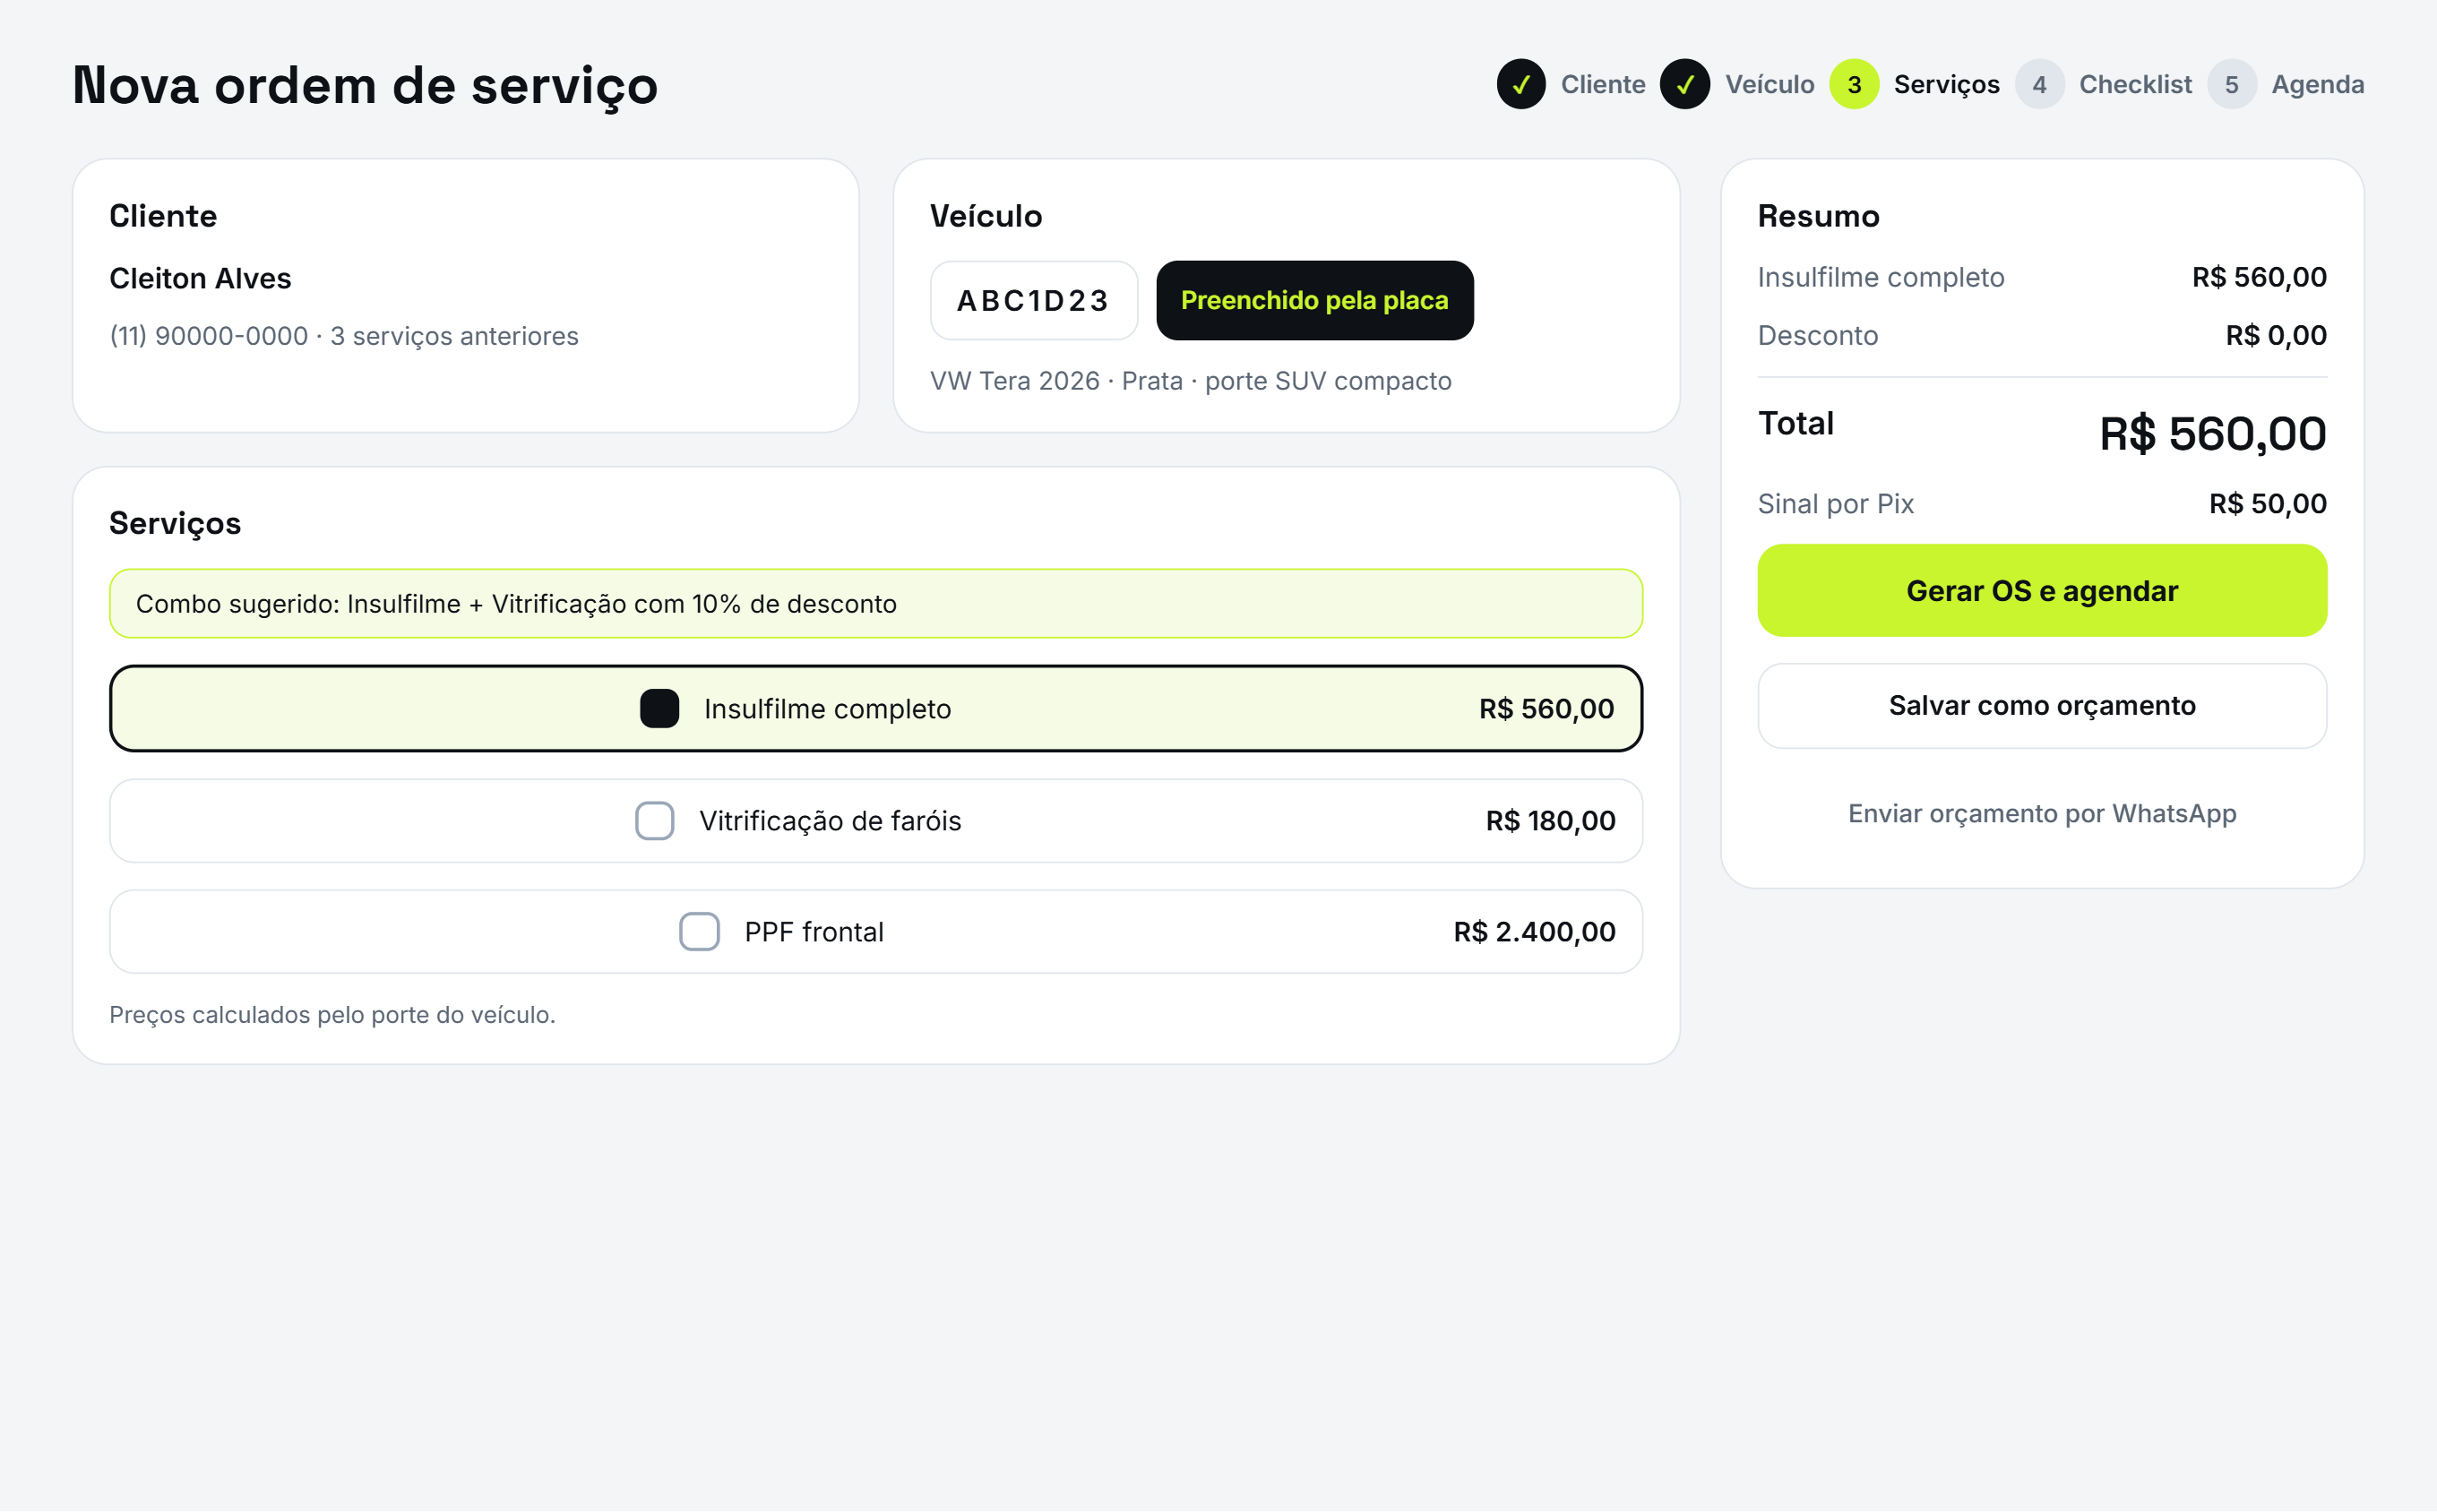 Nova ordem de serviço
✓ Cliente ✓ Veículo 3 Serviços 4 Checklist 5 Agenda
Cliente
Cleiton Alves
(11) 90000-0000 · 3 serviços anteriores
Veículo
ABC1D23 Preenchido pela placa
VW Tera 2026 · Prata · porte SUV compacto
Serviços
Combo sugerido: Insulfilme + Vitrificação com 10% de desconto
Insulfilme completo R$ 560,00
Vitrificação de faróis R$ 180,00
PPF frontal R$ 2.400,00
Preços calculados pelo porte do veículo.
Resumo
Insulfilme completo R$ 560,00
Desconto R$ 0,00
Total R$ 560,00
Sinal por Pix R$ 50,00
Gerar OS e agendar
Salvar como orçamento
Enviar orçamento por WhatsApp